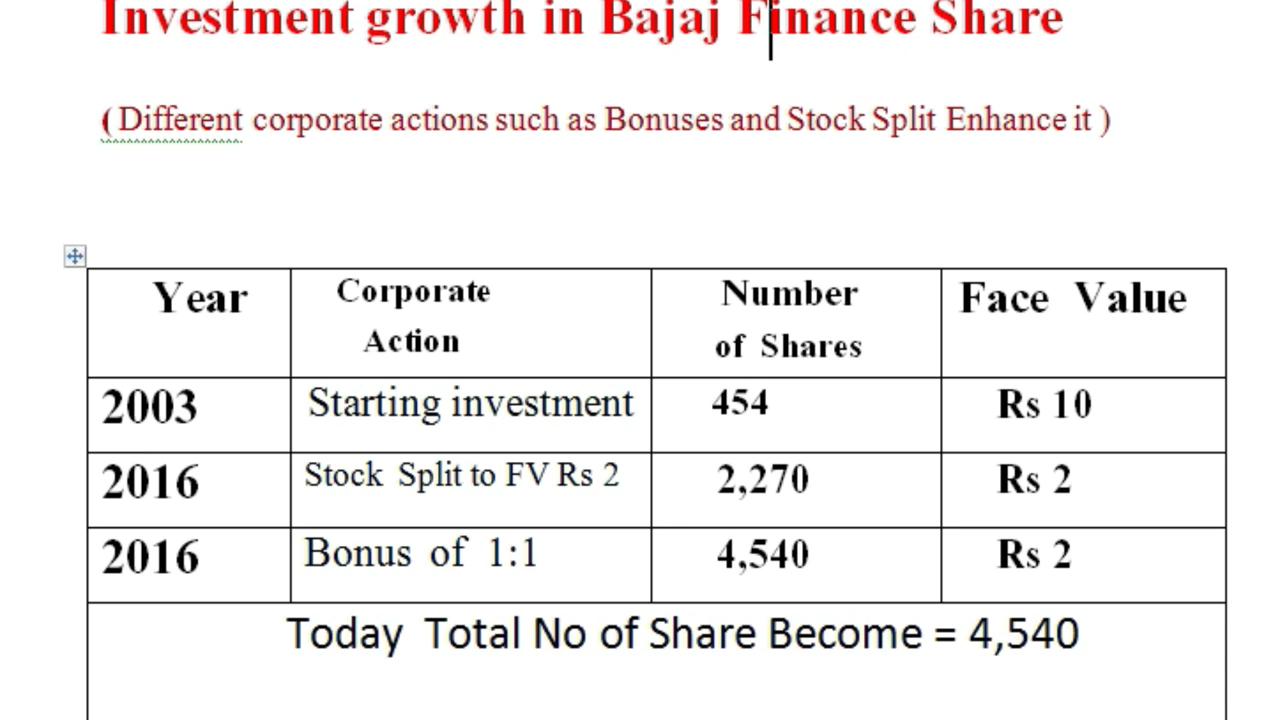 Investment growth in Bajaj Finance Share
( Different corporate actions such as Bonuses and Stock Split Enhance it )
Year Corporate Action Number of Shares Face Value
2003 Starting investment 454 Rs 10
2016 Stock Split to FV Rs 2 2,270 Rs 2
2016 Bonus of 1:1 4,540 Rs 2
Today Total No of Share Become = 4,540